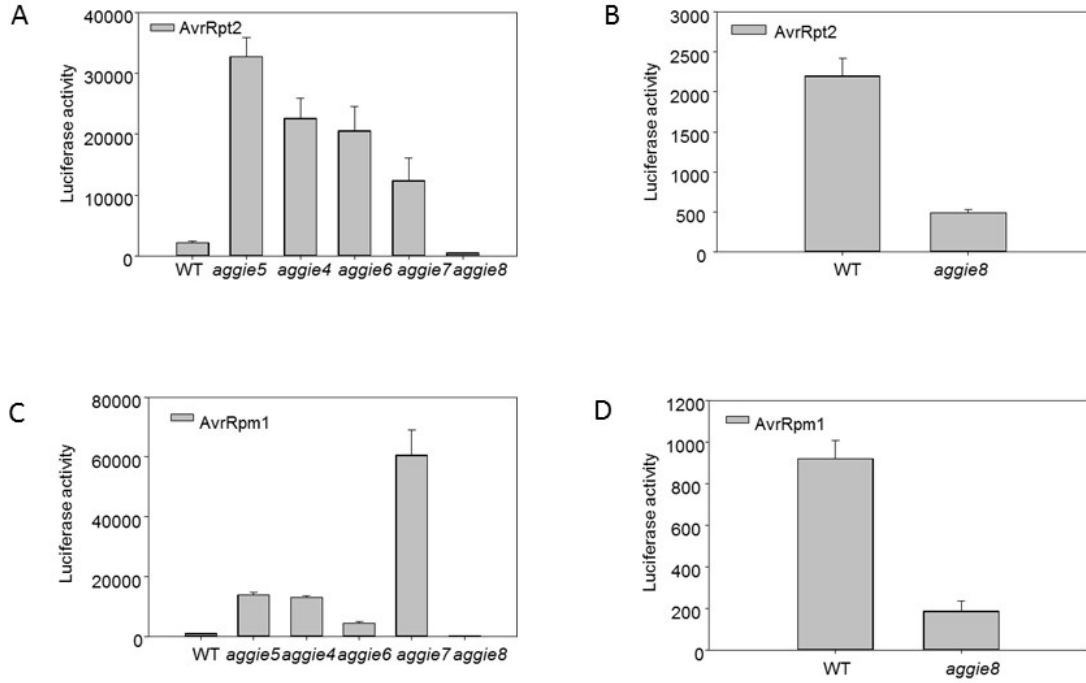 A
AvrRpt2
Luciferase activity
40000
30000
20000
10000
0
WT aggie5 aggie4 aggie6 aggie7 aggie8
B
AvrRpt2
Luciferase activity
3000
2500
2000
1500
1000
500
0
WT aggie8
C
AvrRpm1
Luciferase activity
80000
60000
40000
20000
0
WT aggie5 aggie4 aggie6 aggie7 aggie8
D
AvrRpm1
Luciferase activity
1200
1000
800
600
400
200
0
WT aggie8